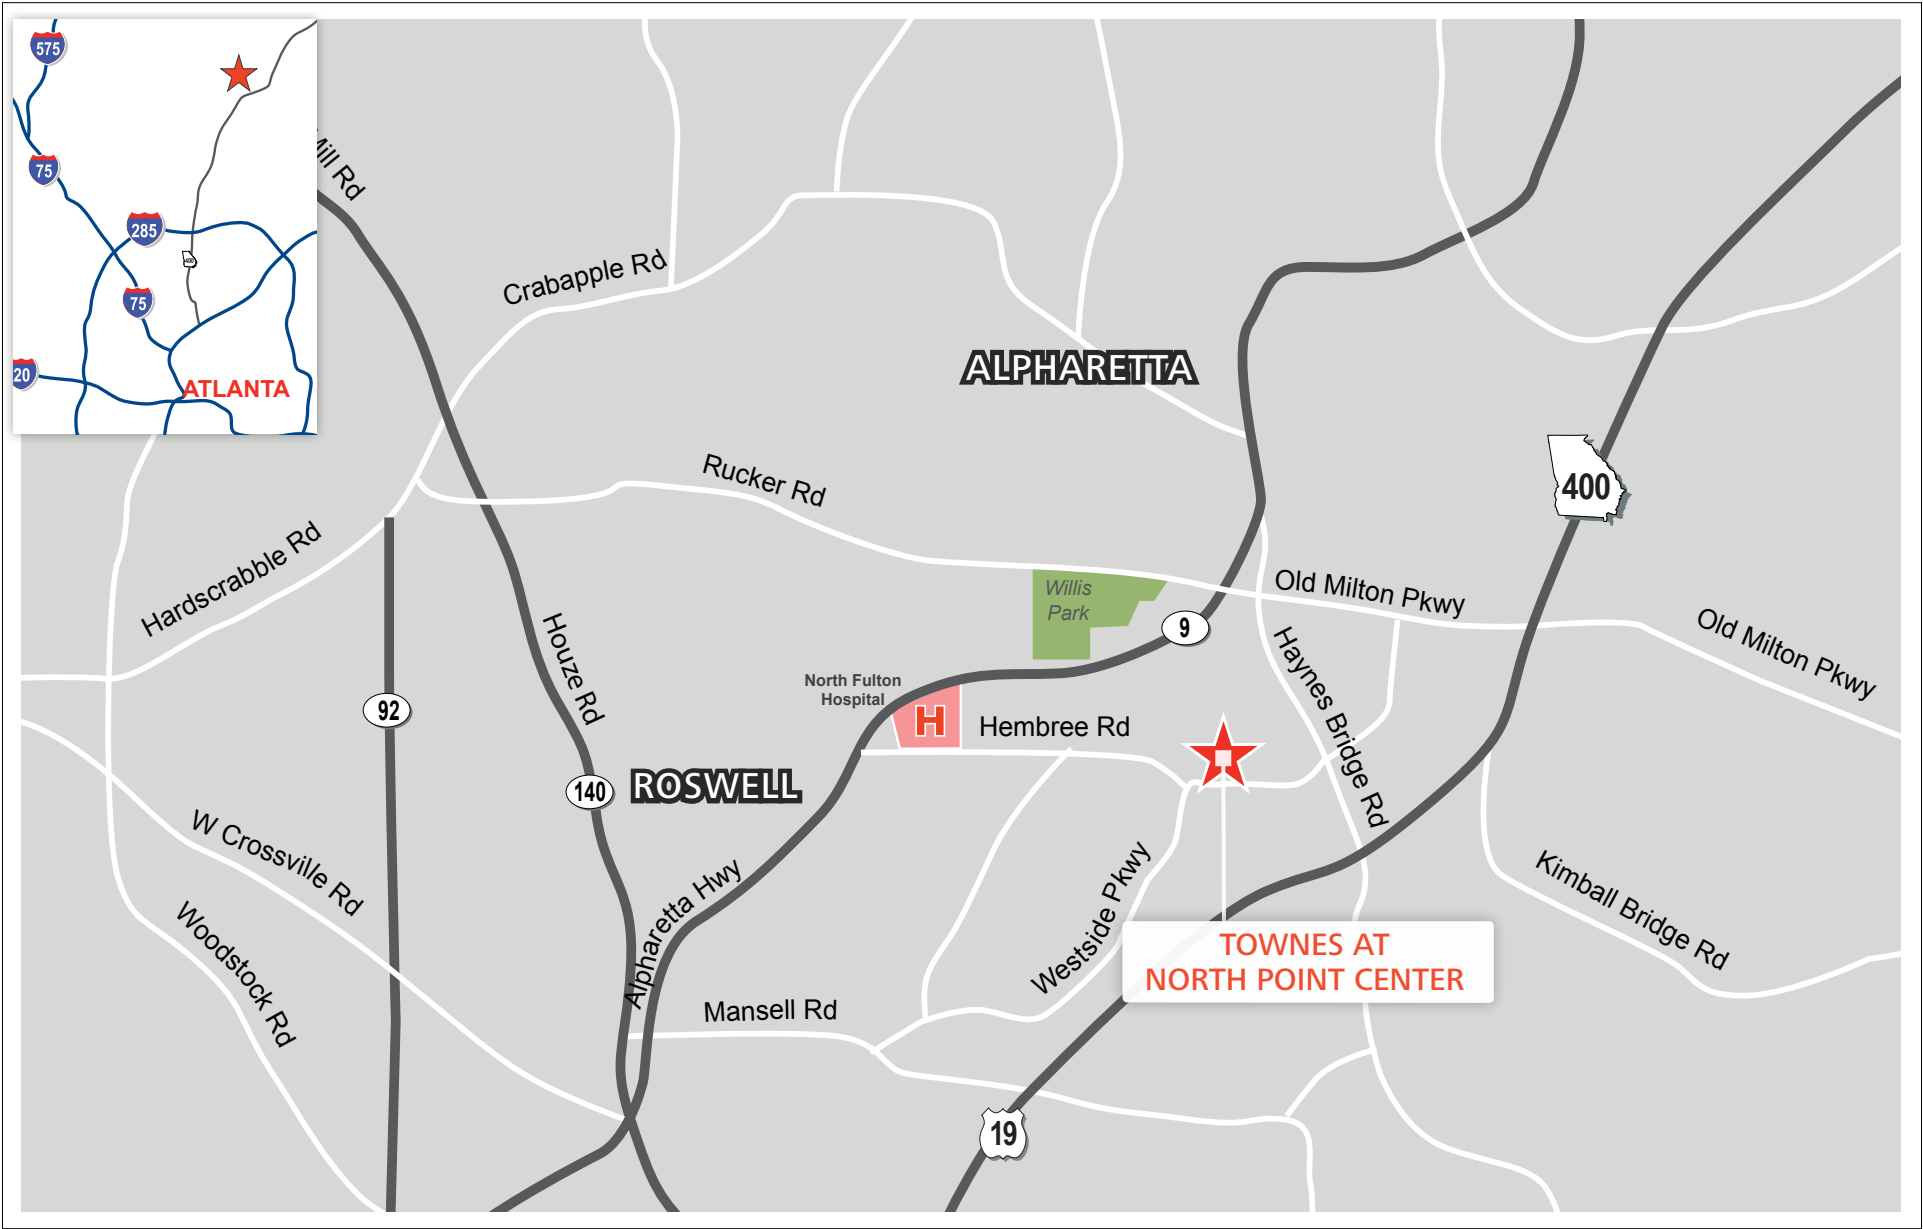 575
75
285
400
75
20
ATLANTA
Mill Rd
Crabapple Rd
ALPHARETTA
Rucker Rd
400
Hardscrabble Rd
Willis
Park
Old Milton Pkwy
9
Old Milton Pkwy
Houze Rd
Haynes Bridge Rd
North Fulton
Hospital
H
Hembree Rd
92
140
ROSWELL
W Crossville Rd
Alpharetta Hwy
Westside Pkwy
Kimball Bridge Rd
Woodstock Rd
TOWNES AT
NORTH POINT CENTER
Mansell Rd
19